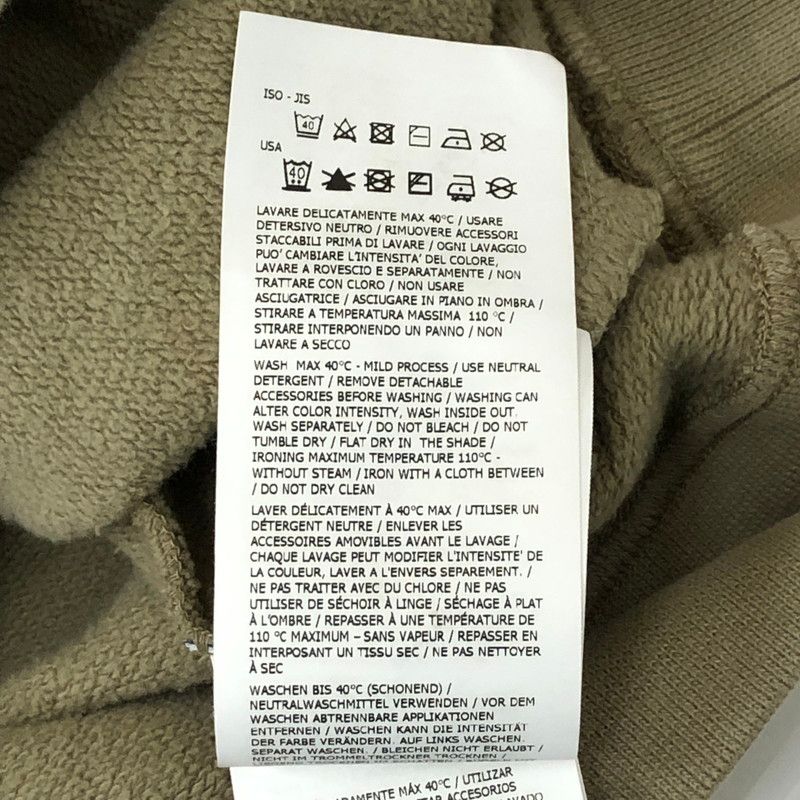 ISO - JIS
40
USA
40
LAVARE DELICATAMENTE MAX 40°C / USARE
DETERSIVO NEUTRO / RIMUOVERE ACCESSORI
STACCABILI PRIMA DI LAVARE / OGNI LAVAGGIO
PUO' CAMBIARE L'INTENSITA' DEL COLORE,
LAVARE A ROVESCIO E SEPARATAMENTE / NON
TRATTARE CON CLORO / NON USARE
ASCIUGATRICE / ASCIUGARE IN PIANO IN OMBRA /
STIRARE A TEMPERATURA MASSIMA 110 °C /
STIRARE INTERPONENDO UN PANNO / NON
LAVARE A SECCO
WASH MAX 40°C - MILD PROCESS / USE NEUTRAL
DETERGENT / REMOVE DETACHABLE
ACCESSORIES BEFORE WASHING / WASHING CAN
ALTER COLOR INTENSITY, WASH INSIDE OUT.
WASH SEPARATELY / DO NOT BLEACH / DO NOT
TUMBLE DRY / FLAT DRY IN THE SHADE /
IRONING MAXIMUM TEMPERATURE 110°C -
WITHOUT STEAM / IRON WITH A CLOTH BETWEEN
/ DO NOT DRY CLEAN
LAVER DÉLICATEMENT À 40°C MAX / UTILISER UN
DÉTERGENT NEUTRE / ENLEVER LES
ACCESSOIRES AMOVIBLES AVANT LE LAVAGE /
CHAQUE LAVAGE PEUT MODIFIER L'INTENSITE' DE
LA COULEUR, LAVER A L'ENVERS SEPAREMENT. /
NE PAS TRAITER AVEC DU CHLORE / NE PAS
UTILISER DE SÉCHOIR À LINGE / SÉCHAGE À PLAT
À L'OMBRE / REPASSER À UNE TEMPÉRATURE DE
110 °C MAXIMUM – SANS VAPEUR / REPASSER EN
INTERPOSANT UN TISSU SEC / NE PAS NETTOYER
À SEC
WASCHEN BIS 40°C (SCHONEND) /
NEUTRALWASCHMITTEL VERWENDEN / VOR DEM
WASCHEN ABTRENNBARE APPLIKATIONEN
ENTFERNEN / WASCHEN KANN DIE INTENSITÄT
DER FARBE VERÄNDERN. AUF LINKS WASCHEN.
SEPARAT WASCHEN. / BLEICHEN NICHT ERLAUBT /
NICHT IM TROMMELTROCKNER TROCKNEN /
MÁX 40°C / UTILIZAR
ACCESORIOS